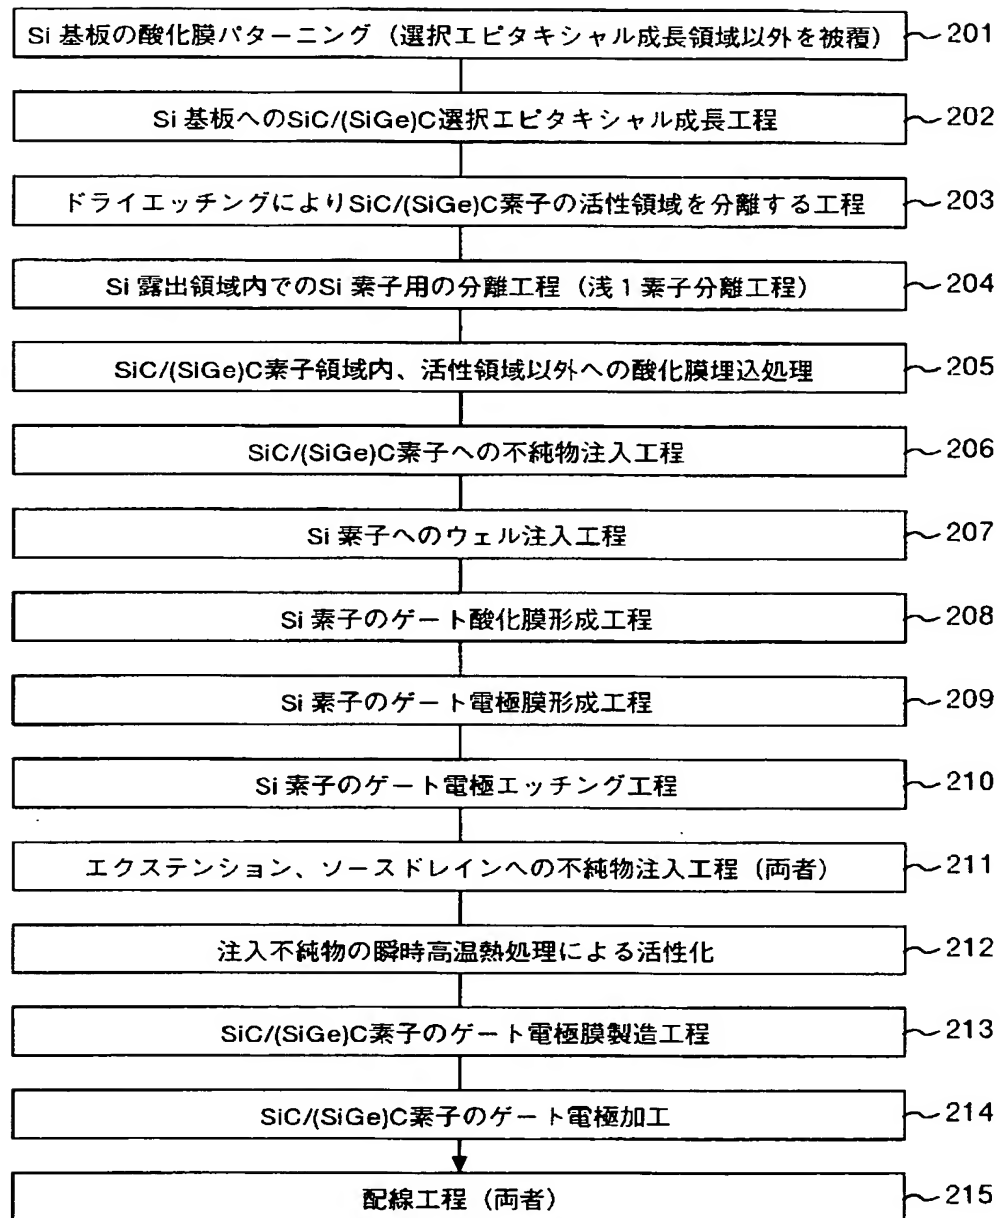 Si 基板の酸化膜パターニング（選択エピタキシャル成長領域以外を被覆） 201
Si 基板へのSiC/(SiGe)C選択エピタキシャル成長工程 202
ドライエッチングによりSiC/(SiGe)C素子の活性領域を分離する工程 203
Si 露出領域内でのSi 素子用の分離工程（浅1素子分離工程） 204
SiC/(SiGe)C素子領域内、活性領域以外への酸化膜埋込処理 205
SiC/(SiGe)C素子への不純物注入工程 206
Si 素子へのウェル注入工程 207
Si 素子のゲート酸化膜形成工程 208
Si 素子のゲート電極膜形成工程 209
Si 素子のゲート電極エッチング工程 210
エクステンション、ソースドレインへの不純物注入工程（両者） 211
注入不純物の瞬時高温熱処理による活性化 212
SiC/(SiGe)C素子のゲート電極膜製造工程 213
SiC/(SiGe)C素子のゲート電極加工 214
配線工程（両者） 215